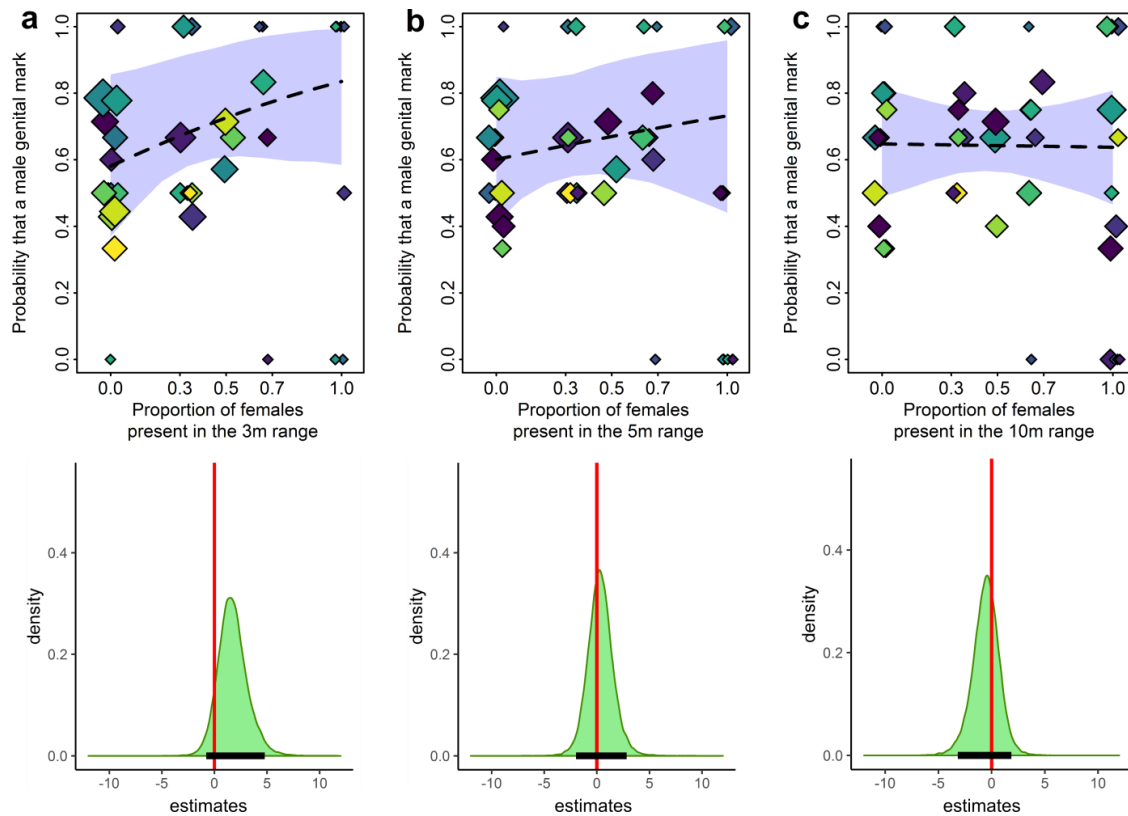 a
Probability that a male genital mark
1.0
0.8
0.6
0.4
0.2
0.0
0.0 0.3 0.5 0.7 1.0
Proportion of females
present in the 3m range
b
Probability that a male genital mark
1.0
0.8
0.6
0.4
0.2
0.0
0.0 0.3 0.5 0.7 1.0
Proportion of females
present in the 5m range
c
Probability that a male genital mark
1.0
0.8
0.6
0.4
0.2
0.0
0.0 0.3 0.5 0.7 1.0
Proportion of females
present in the 10m range
density
0.4
0.2
0.0
-10 -5 0 5 10
estimates
density
0.4
0.2
0.0
-10 -5 0 5 10
estimates
density
0.4
0.2
0.0
-10 -5 0 5 10
estimates